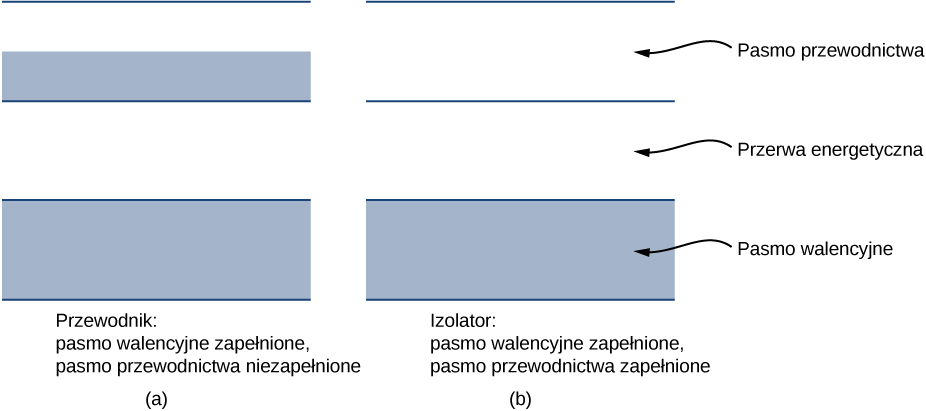 Pasmo przewodnictwa
Przerwa energetyczna
Pasmo walencyjne
Przewodnik:
pasmo walencyjne zapełnione,
pasmo przewodnictwa niezapełnione
(a)
Izolator:
pasmo walencyjne zapełnione,
pasmo przewodnictwa zapełnione
(b)